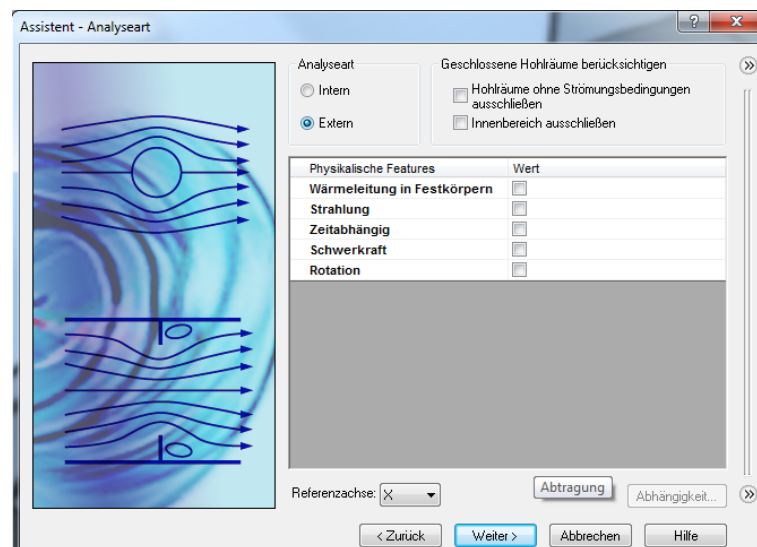 Assistent - Analyseart
Analyseart
Intern
Extern
Geschlossene Hohlräume berücksichtigen
Hohlräume ohne Strömungsbedingungen
ausschließen
Innenbereich ausschließen
Physikalische Features Wert
Wärmeleitung in Festkörpern
Strahlung
Zeitabhängig
Schwerkraft
Rotation
Referenzachse: X
Abtragung
Abhängigkeit...
< Zurück Weiter > Abbrechen Hilfe